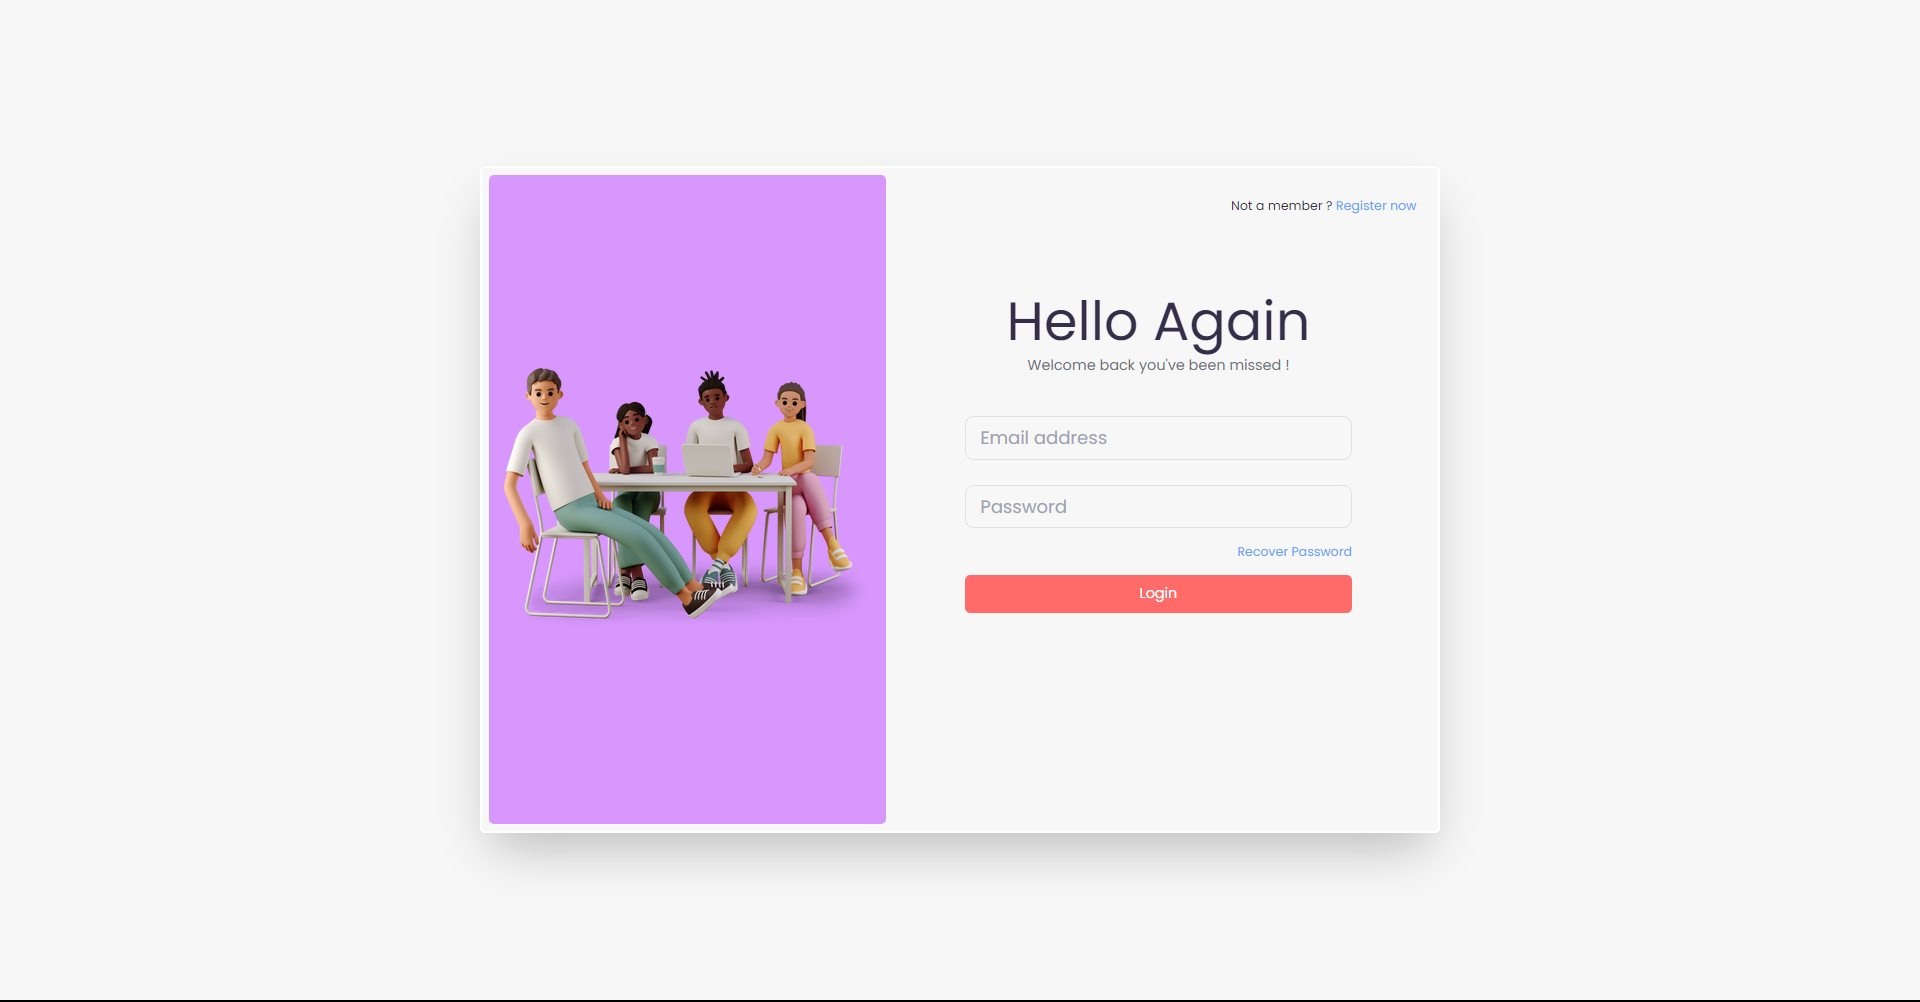 Not a member ? Register now
Hello Again
Welcome back you've been missed !
Email address
Password
Recover Password
Login